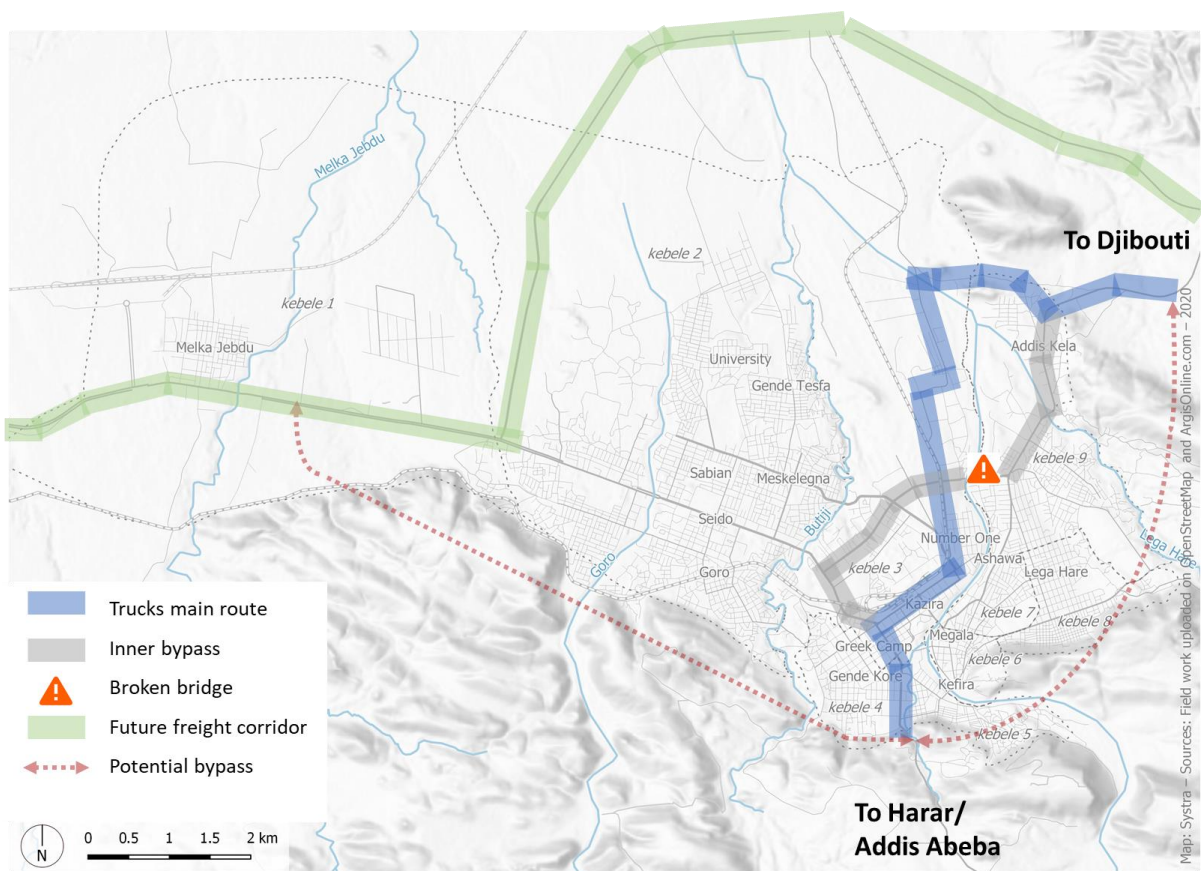 Melka Jebdu
To Djibouti
kebele 2
kebele 1
Melka Jebdu
Addis Kela
University
Gende Tesfa
kebele 9
Sabian
Meskelegna
Seido
Butiji
Number One
Lega Hare
Goro
Goro
kebele 3
Ashawa
Lega Hare
Kazira
kebele 7
kebele 8
Megala
Greek Camp
kebele 6
Gende Kore
Kefira
kebele 4
kebele 5
Trucks main route
Inner bypass
Broken bridge
Future freight corridor
Potential bypass
To Harar/
Addis Abeba
N
0 0.5 1 1.5 2 km
Map: Systra – Sources: Field work uploaded on OpenStreetMap and ArgisOnline.com – 2020